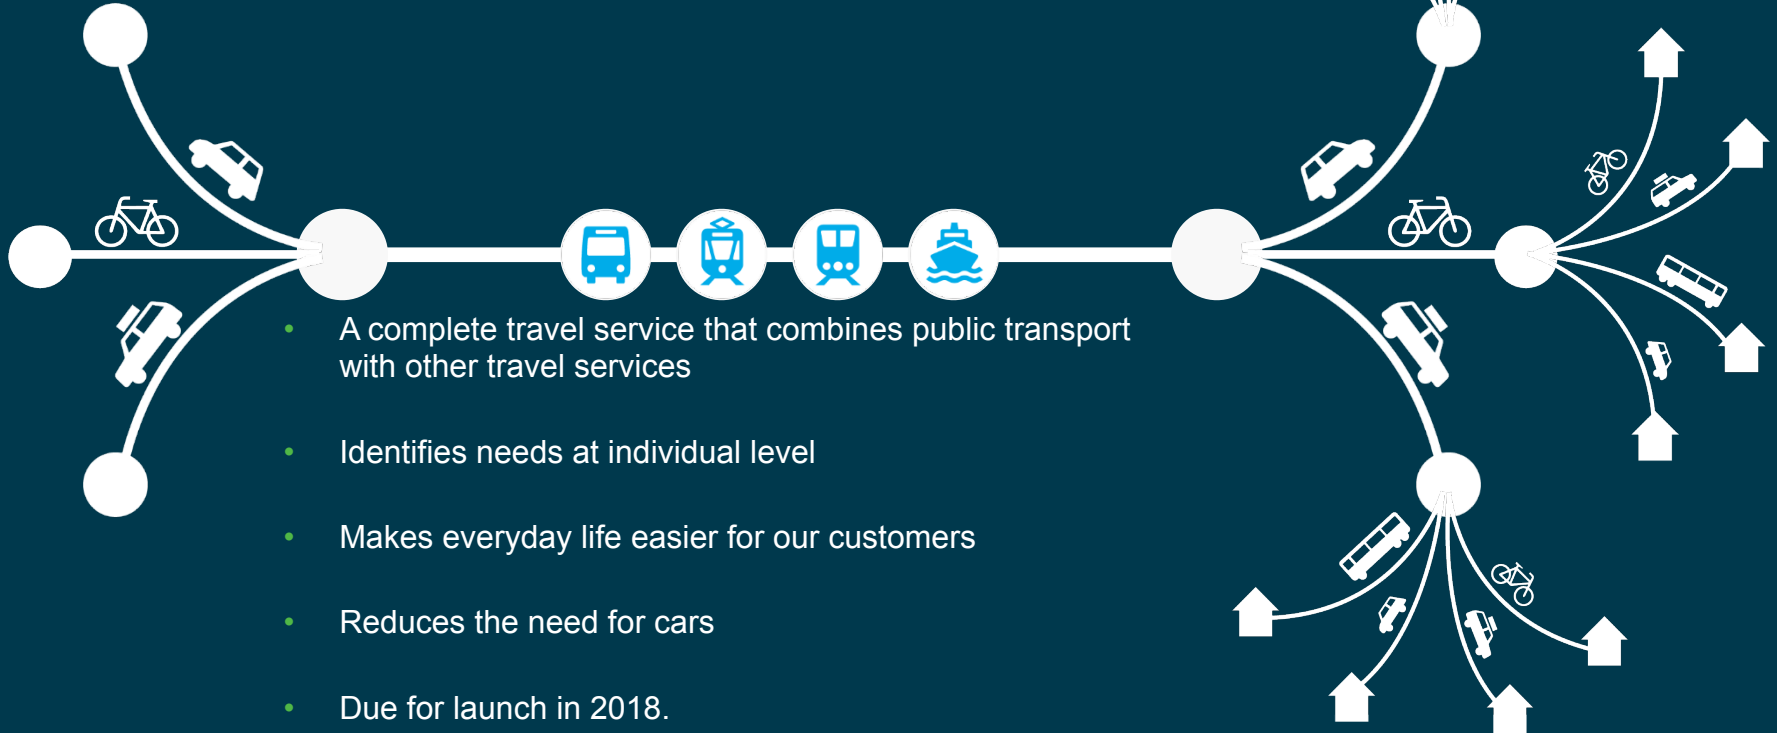 • A complete travel service that combines public transport
with other travel services
• Identifies needs at individual level
• Makes everyday life easier for our customers
• Reduces the need for cars
• Due for launch in 2018.